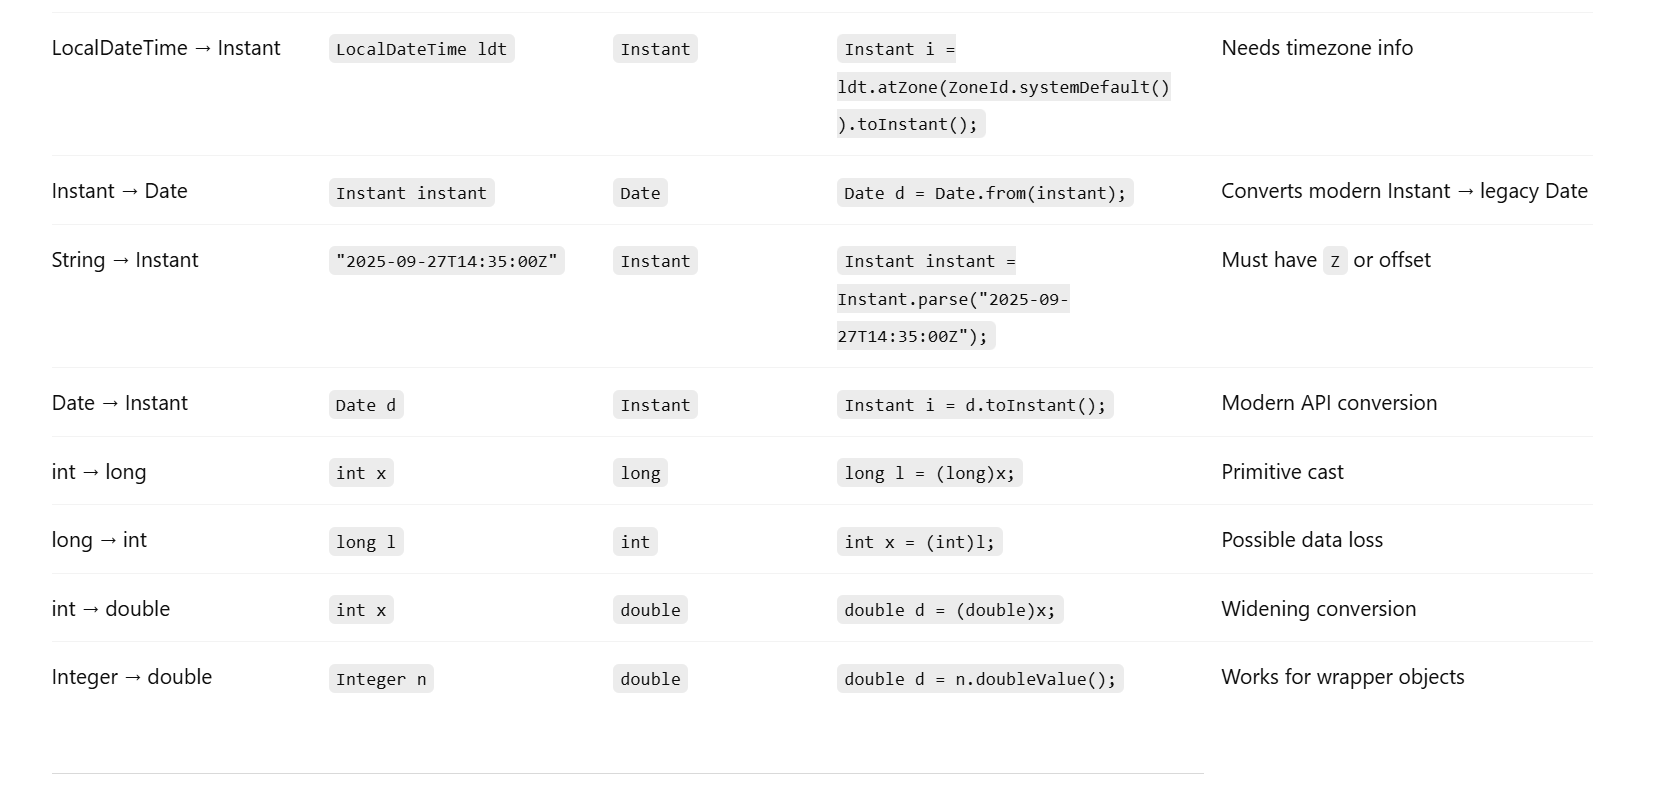 LocalDateTime → Instant LocalDateTime ldt Instant Instant i = Needs timezone info
ldt.atZone(ZoneId.systemDefault()
).toInstant();
Instant → Date Instant instant Date Date d = Date.from(instant); Converts modern Instant → legacy Date
String → Instant "2025-09-27T14:35:00Z" Instant Instant instant = Must have Z or offset
Instant.parse("2025-09-
27T14:35:00Z");
Date → Instant Date d Instant Instant i = d.toInstant(); Modern API conversion
int → long int x long long l = (long)x; Primitive cast
long → int long l int int x = (int)l; Possible data loss
int → double int x double double d = (double)x; Widening conversion
Integer → double Integer n double double d = n.doubleValue(); Works for wrapper objects